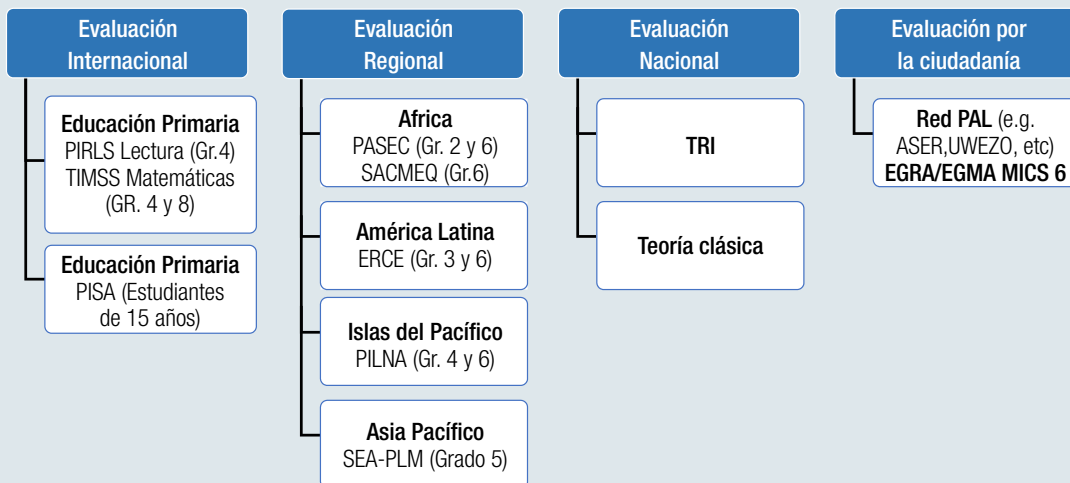 Evaluación
Internacional
Educación Primaria
PIRLS Lectura (Gr.4)
TIMSS Matemáticas
(GR. 4 y 8)
Educación Primaria
PISA (Estudiantes
de 15 años)
Evaluación
Regional
Africa
PASEC (Gr. 2 y 6)
SACMEQ (Gr.6)
América Latina
ERCE (Gr. 3 y 6)
Islas del Pacífico
PILNA (Gr. 4 y 6)
Asia Pacífico
SEA-PLM (Grado 5)
Evaluación
Nacional
TRI
Teoría clásica
Evaluación por
la ciudadanía
Red PAL (e.g.
ASER,UWEZO, etc)
EGRA/EGMA MICS 6